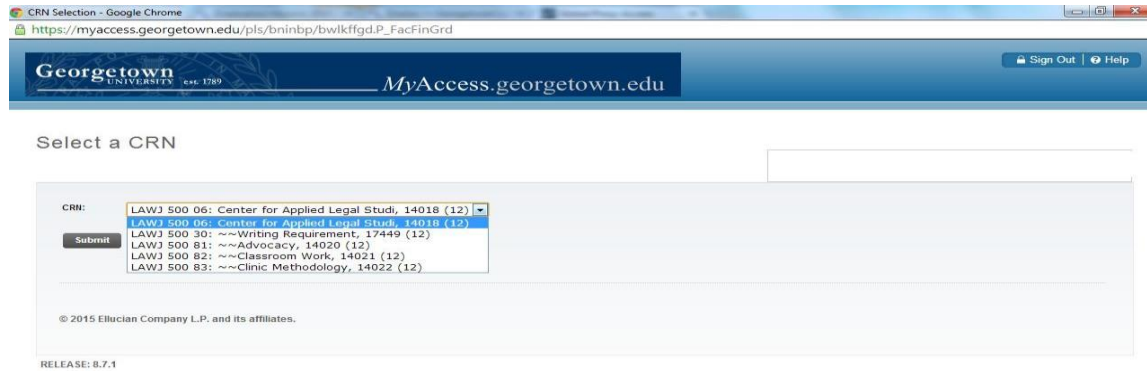 CRN Selection - Google Chrome
https://myaccess.georgetown.edu/pls/bninbp/bwlkffgd.P_FacFinGrd
Georgetown
UNIVERSITY est. 1789
MyAccess.georgetown.edu
Sign Out | Help
Select a CRN
CRN:
LAWJ 500 06: Center for Applied Legal Studi, 14018 (12)
LAWJ 500 06: Center for Applied Legal Studi, 14018 (12)
Submit
LAWJ 500 30: ~~Writing Requirement, 17449 (12)
LAWJ 500 81: ~~Advocacy, 14020 (12)
LAWJ 500 82: ~~Classroom Work, 14021 (12)
LAWJ 500 83: ~~Clinic Methodology, 14022 (12)
© 2015 Ellucian Company L.P. and its affiliates.
RELEASE: 8.7.1